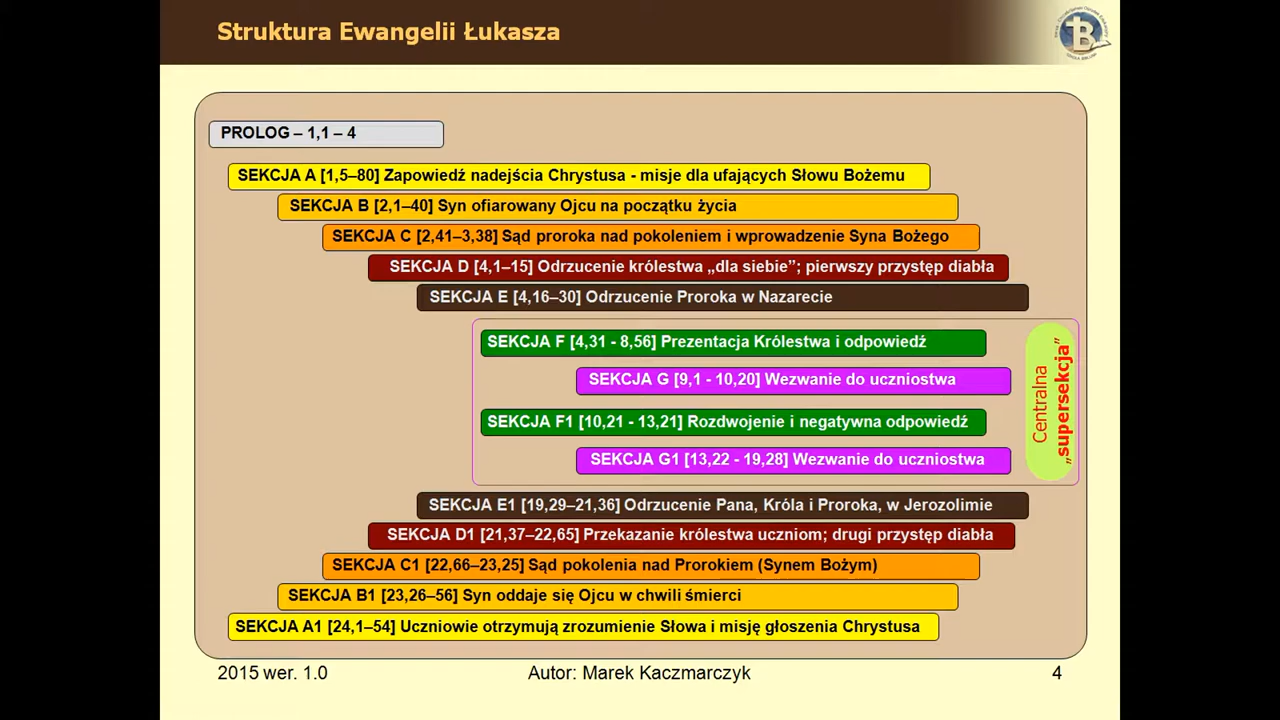 Struktura Ewangelii Łukasza
PROLOG – 1,1 – 4
SEKCJA A [1,5–80] Zapowiedź nadejścia Chrystusa - misje dla ufających Słowu Bożemu
SEKCJA B [2,1–40] Syn ofiarowany Ojcu na początku życia
SEKCJA C [2,41–3,38] Sąd proroka nad pokoleniem i wprowadzenie Syna Bożego
SEKCJA D [4,1–15] Odrzucenie królestwa „dla siebie”; pierwszy przystęp diabła
SEKCJA E [4,16–30] Odrzucenie Proroka w Nazarecie
SEKCJA F [4,31 - 8,56] Prezentacja Królestwa i odpowiedź
SEKCJA G [9,1 - 10,20] Wezwanie do uczniostwa
SEKCJA F1 [10,21 - 13,21] Rozdwojenie i negatywna odpowiedź
SEKCJA G1 [13,22 - 19,28] Wezwanie do uczniostwa
Centralna
„supersekcja”
SEKCJA E1 [19,29–21,36] Odrzucenie Pana, Króla i Proroka, w Jerozolimie
SEKCJA D1 [21,37–22,65] Przekazanie królestwa uczniom; drugi przystęp diabła
SEKCJA C1 [22,66–23,25] Sąd pokolenia nad Prorokiem (Synem Bożym)
SEKCJA B1 [23,26–56] Syn oddaje się Ojcu w chwili śmierci
SEKCJA A1 [24,1–54] Uczniowie otrzymują zrozumienie Słowa i misję głoszenia Chrystusa
2015 wer. 1.0
Autor: Marek Kaczmarczyk
4